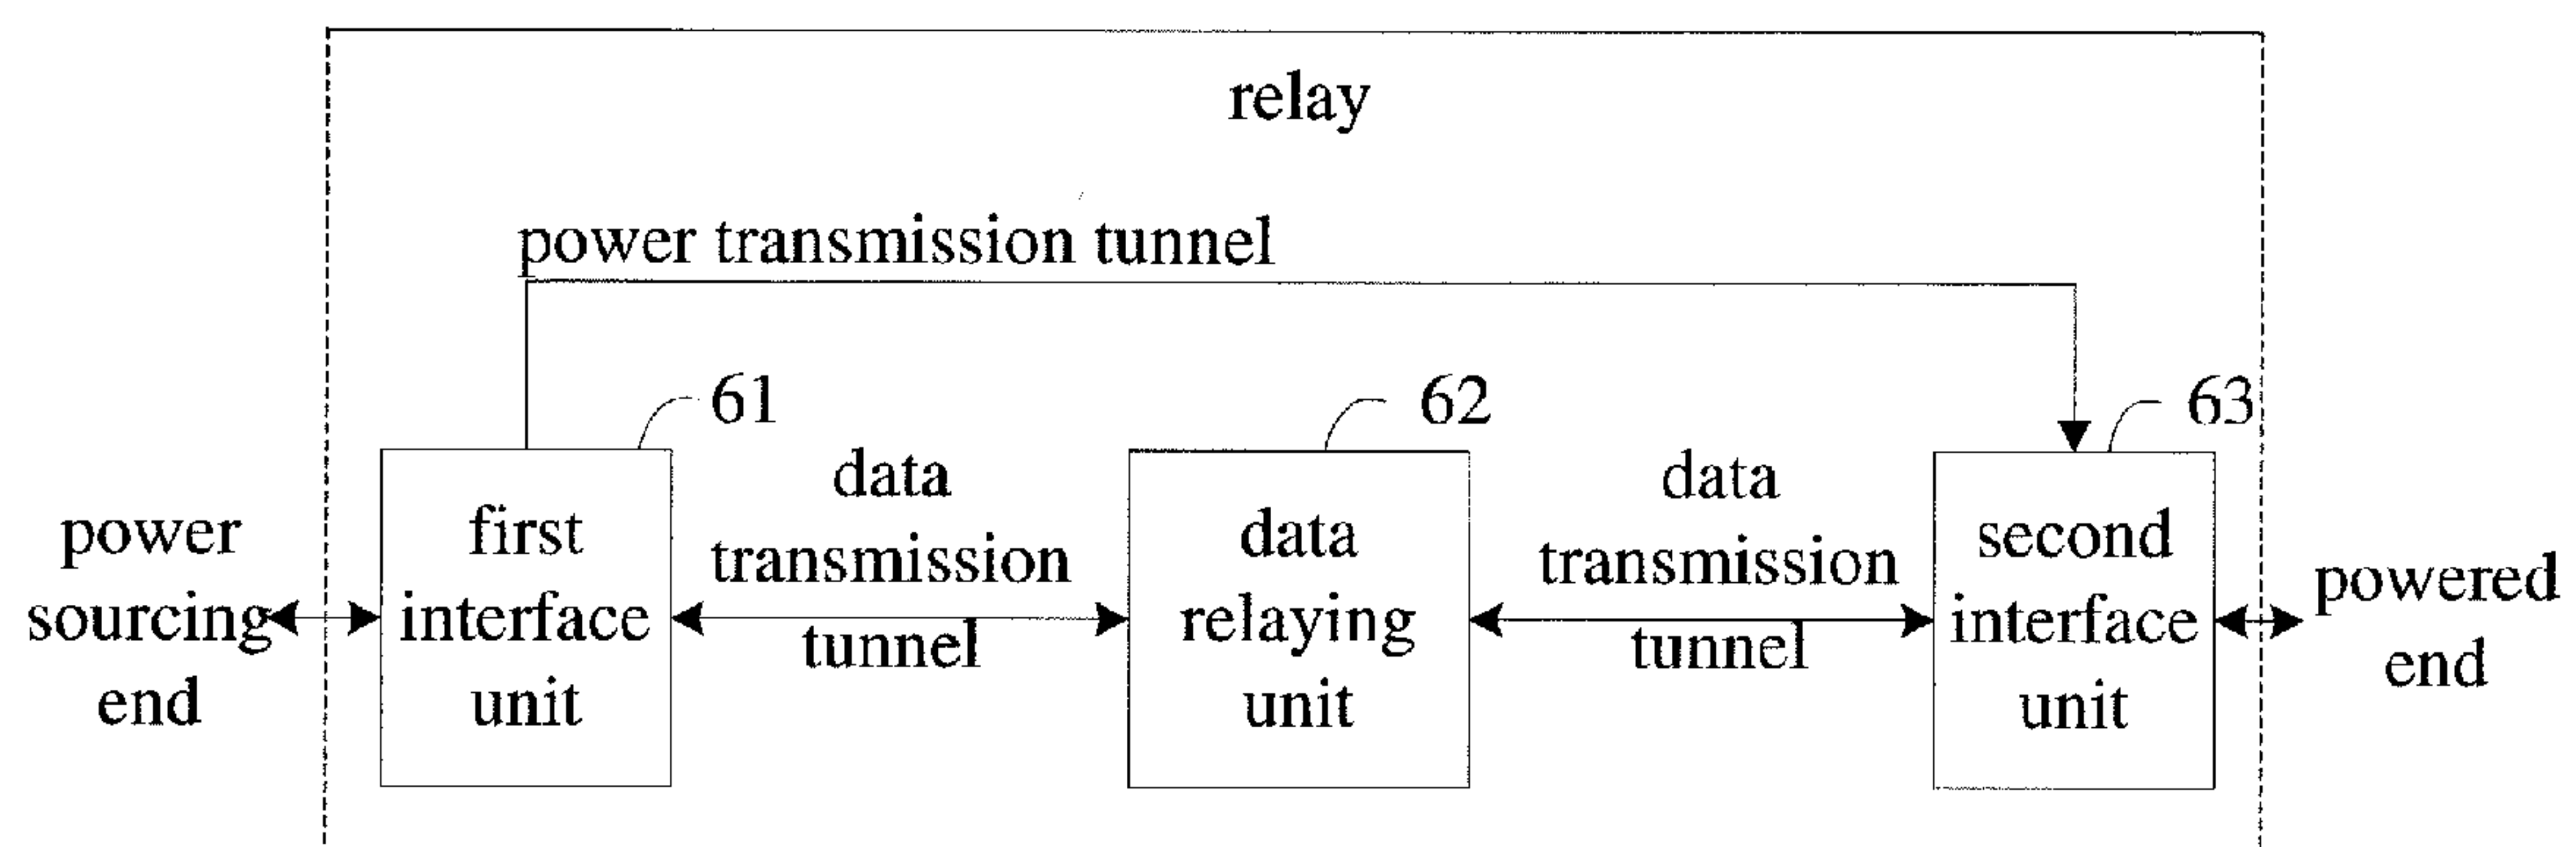 relay
power transmission tunnel
61
62
63
power
sourcing
end
first
interface
unit
data
transmission
tunnel
data
relaying
unit
data
transmission
tunnel
second
interface
unit
powered
end